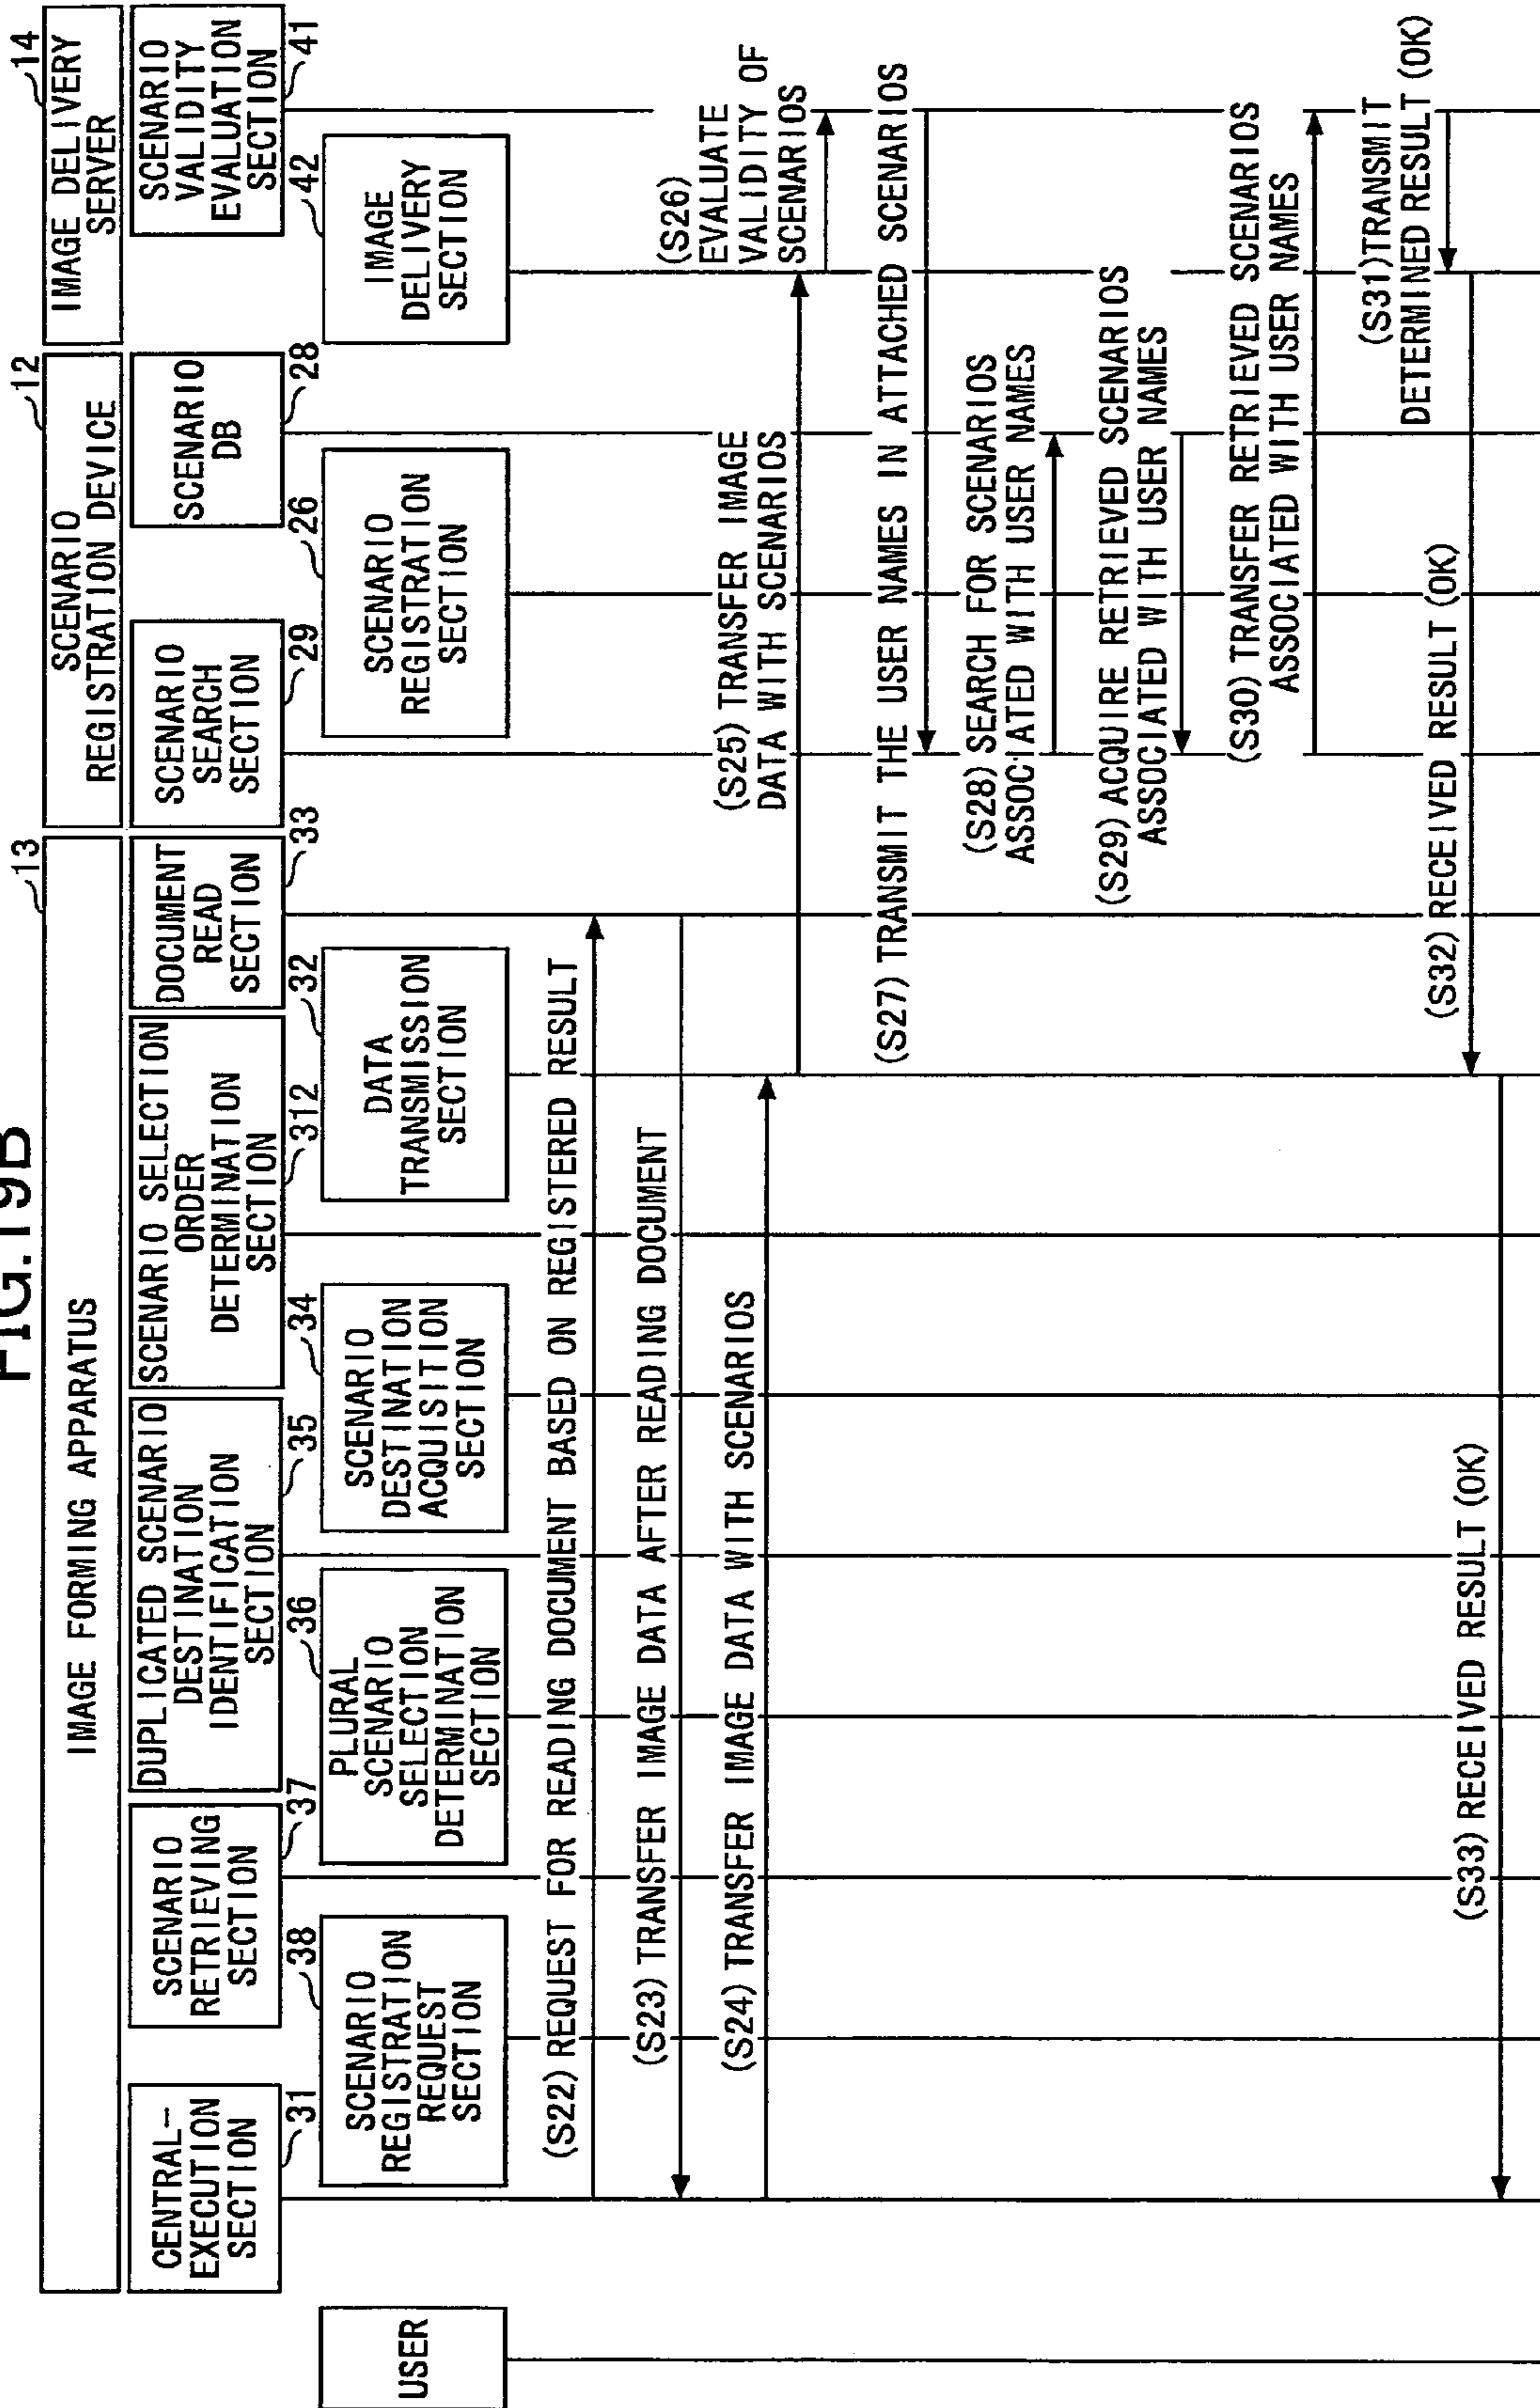 FIG.19B
13
12
14
IMAGE FORMING APPARATUS
SCENARIO
REGISTRATION DEVICE
IMAGE DELIVERY
SERVER
CENTRAL-
EXECUTION
SECTION
31
SCENARIO
RETRIEVING
SECTION
37
DUPLICATED SCENARIO
DESTINATION
IDENTIFICATION
SECTION
35
SCENARIO SELECTION
ORDER
DETERMINATION
SECTION
312
DOCUMENT
READ
SECTION
33
SCENARIO
SEARCH
SECTION
29
SCENARIO
DB
28
SCENARIO
VALIDITY
EVALUATION
SECTION
41
USER
38
SCENARIO
REGISTRATION
REQUEST
SECTION
36
PLURAL
SCENARIO
SELECTION
DETERMINATION
SECTION
34
SCENARIO
DESTINATION
ACQUISITION
SECTION
32
DATA
TRANSMISSION
SECTION
26
SCENARIO
REGISTRATION
SECTION
42
IMAGE
DELIVERY
SECTION
(S22) REQUEST FOR READING DOCUMENT BASED ON REGISTERED RESULT
(S23) TRANSFER IMAGE DATA AFTER READING DOCUMENT
(S24) TRANSFER IMAGE DATA WITH SCENARIOS
(S25) TRANSFER IMAGE
DATA WITH SCENARIOS
(S26)
EVALUATE
VALIDITY OF
SCENARIOS
(S27) TRANSMIT THE USER NAMES IN ATTACHED SCENARIOS
(S28) SEARCH FOR SCENARIOS
ASSOCIATED WITH USER NAMES
(S29) ACQUIRE RETRIEVED SCENARIOS
ASSOCIATED WITH USER NAMES
(S30) TRANSFER RETRIEVED SCENARIOS
ASSOCIATED WITH USER NAMES
(S31)TRANSMIT
DETERMINED RESULT (OK)
(S32) RECEIVED RESULT (OK)
(S33) RECEIVED RESULT (OK)